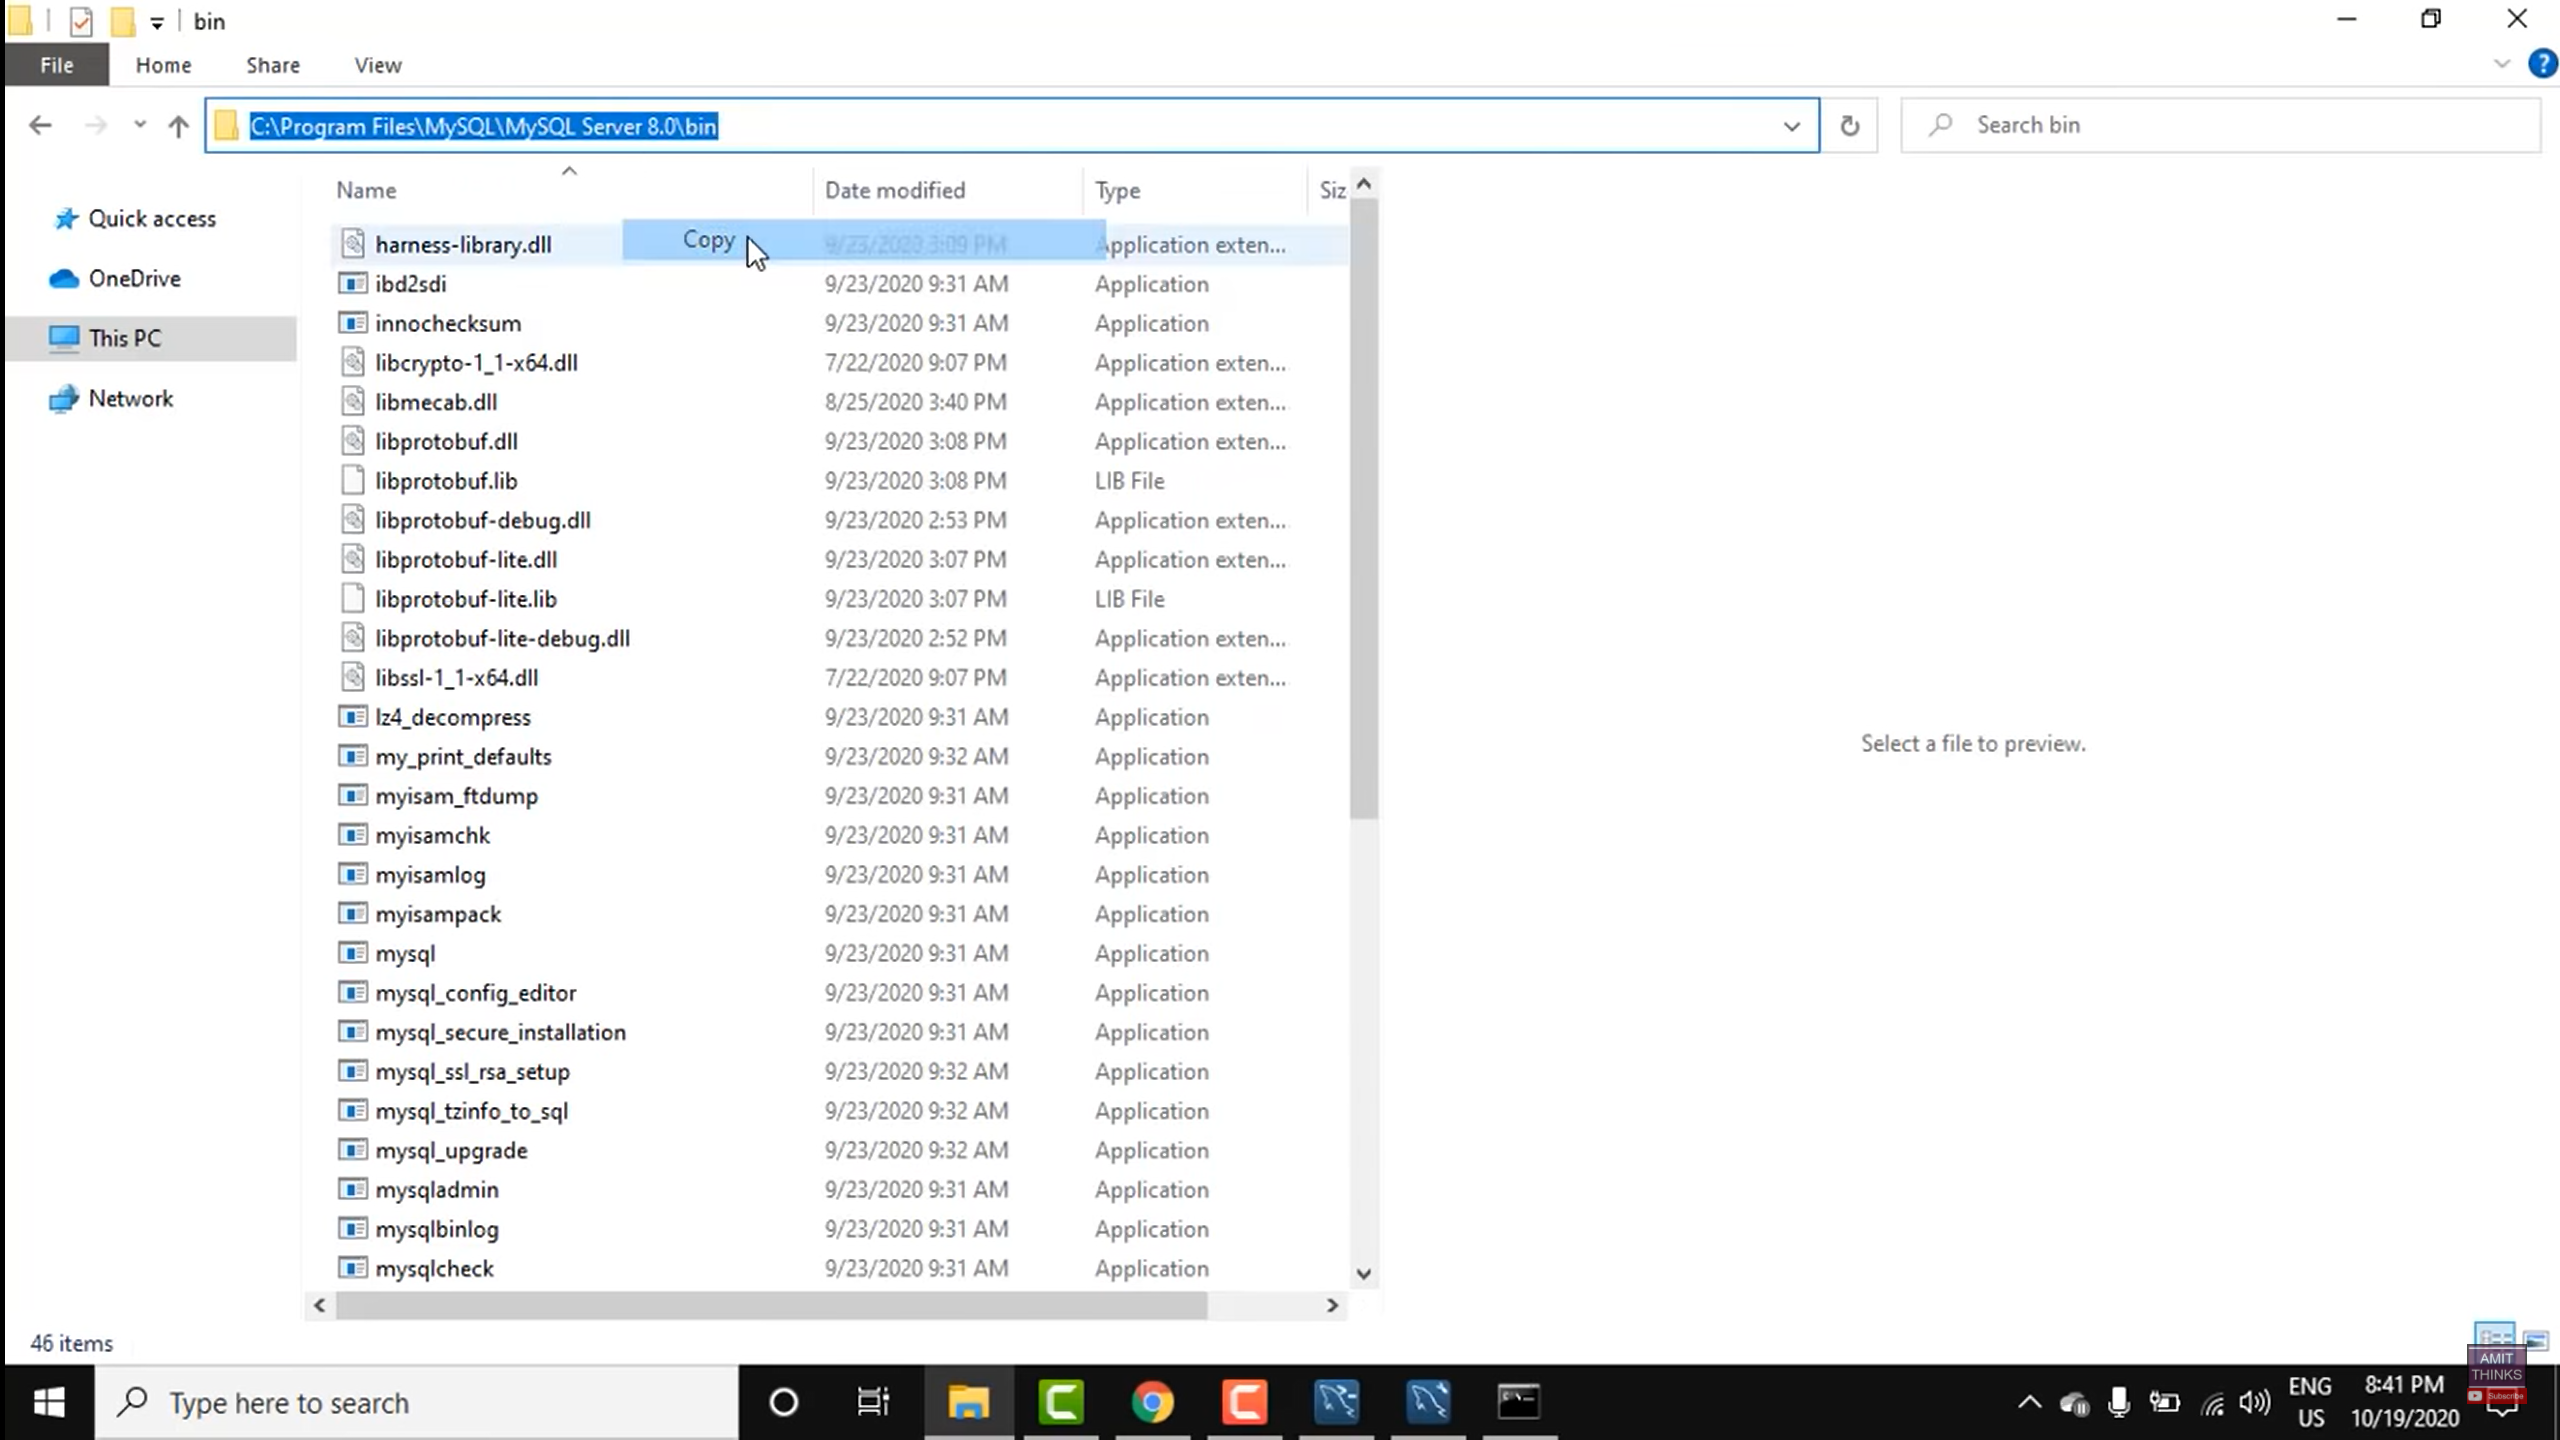 bin
File Home Share View
C:\Program Files\MySQL\MySQL Server 8.0\bin
Search bin
Quick access
OneDrive
This PC
Network
Name Date modified Type Siz
harness-library.dll Copy 9/23/2020 3:09 PM Application exten...
ibd2sdi 9/23/2020 9:31 AM Application
innochecksum 9/23/2020 9:31 AM Application
libcrypto-1_1-x64.dll 7/22/2020 9:07 PM Application exten...
libmecab.dll 8/25/2020 3:40 PM Application exten...
libprotobuf.dll 9/23/2020 3:08 PM Application exten...
libprotobuf.lib 9/23/2020 3:08 PM LIB File
libprotobuf-debug.dll 9/23/2020 2:53 PM Application exten...
libprotobuf-lite.dll 9/23/2020 3:07 PM Application exten...
libprotobuf-lite.lib 9/23/2020 3:07 PM LIB File
libprotobuf-lite-debug.dll 9/23/2020 2:52 PM Application exten...
libssl-1_1-x64.dll 7/22/2020 9:07 PM Application exten...
lz4_decompress 9/23/2020 9:31 AM Application
my_print_defaults 9/23/2020 9:32 AM Application
myisam_ftdump 9/23/2020 9:31 AM Application
myisamchk 9/23/2020 9:31 AM Application
myisamlog 9/23/2020 9:31 AM Application
myisampack 9/23/2020 9:31 AM Application
mysql 9/23/2020 9:31 AM Application
mysql_config_editor 9/23/2020 9:31 AM Application
mysql_secure_installation 9/23/2020 9:31 AM Application
mysql_ssl_rsa_setup 9/23/2020 9:32 AM Application
mysql_tzinfo_to_sql 9/23/2020 9:32 AM Application
mysql_upgrade 9/23/2020 9:32 AM Application
mysqladmin 9/23/2020 9:31 AM Application
mysqlbinlog 9/23/2020 9:31 AM Application
mysqlcheck 9/23/2020 9:31 AM Application
Select a file to preview.
46 items
AMIT
THINKS
Subscribe
Type here to search
ENG
US
8:41 PM
10/19/2020